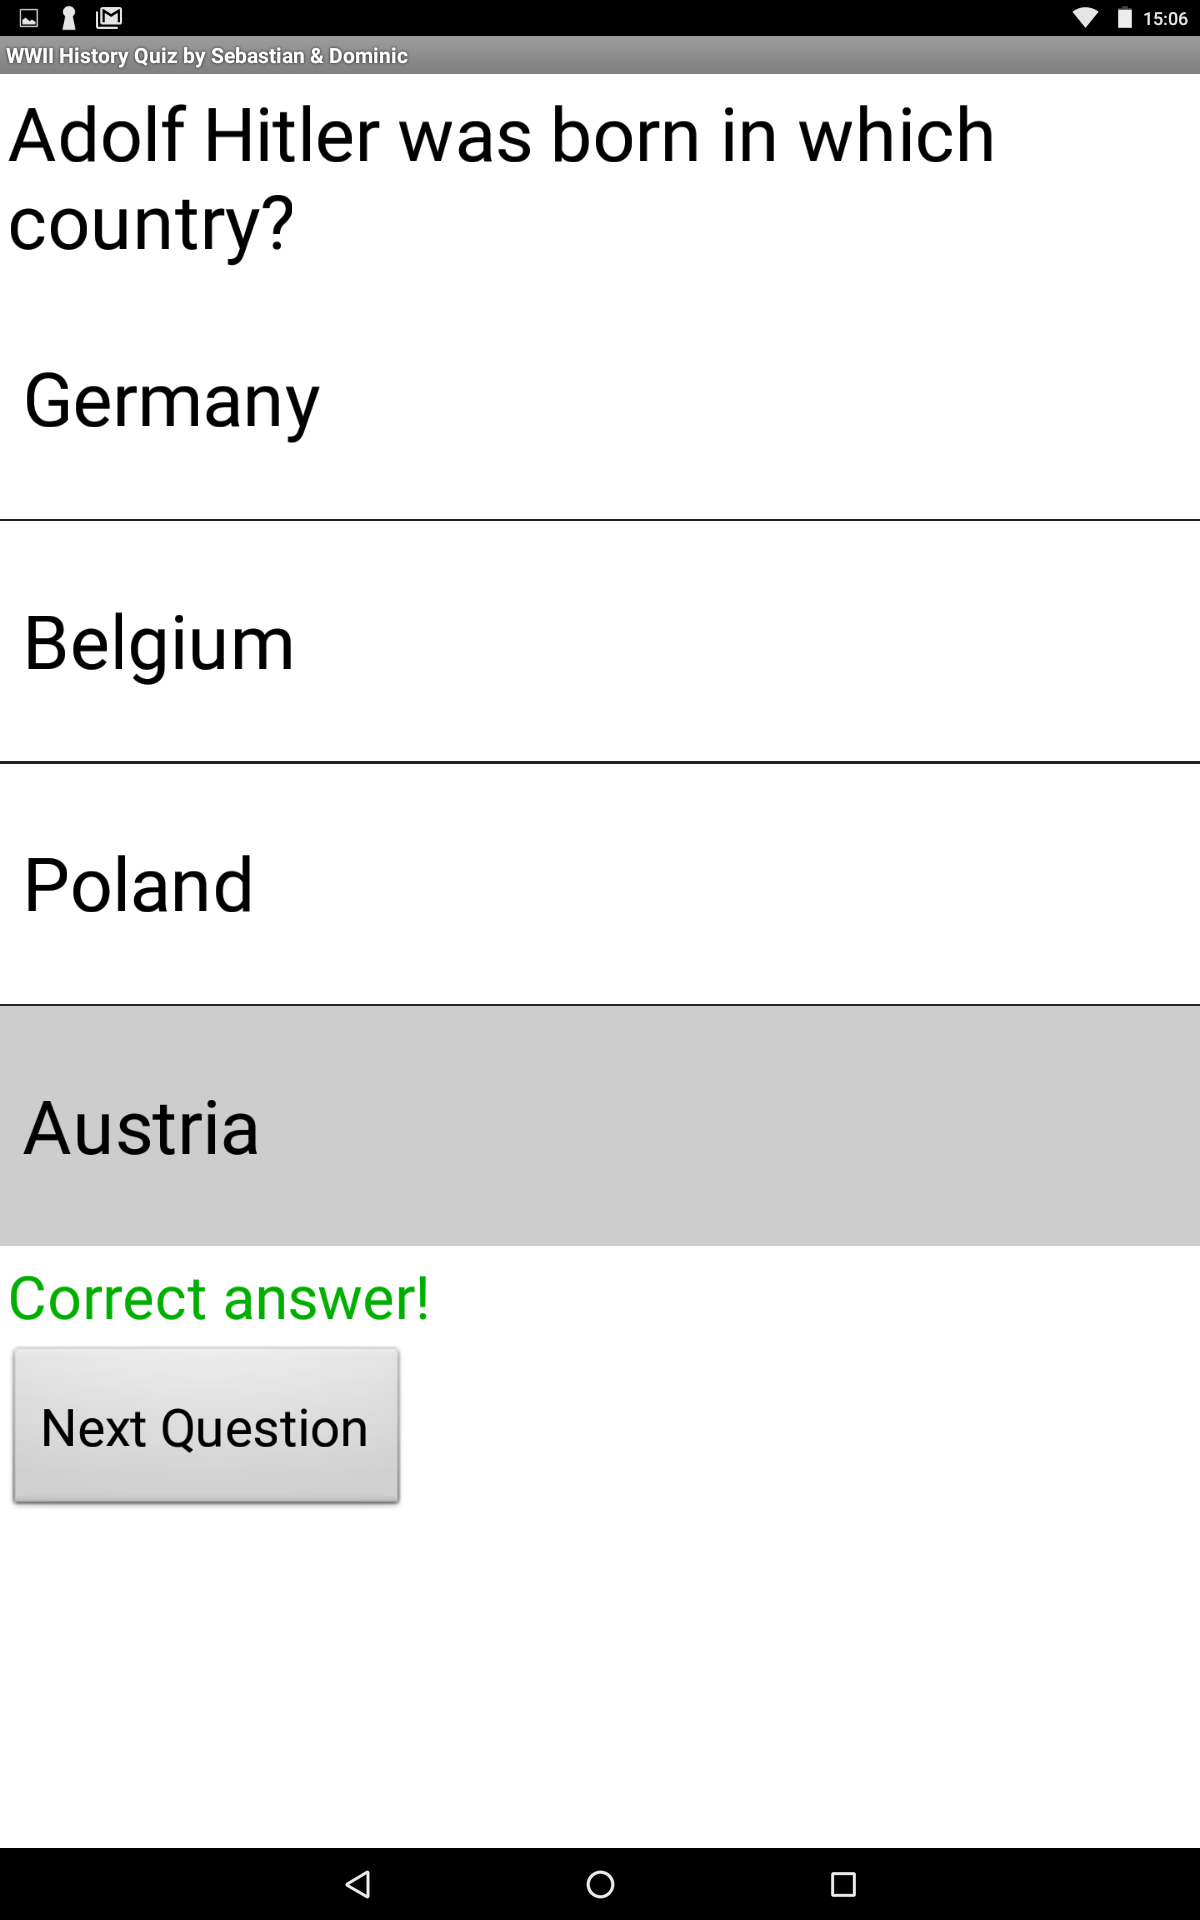 15:06
WWII History Quiz by Sebastian & Dominic
Adolf Hitler was born in which
country?
Germany
Belgium
Poland
Austria
Correct answer!
Next Question